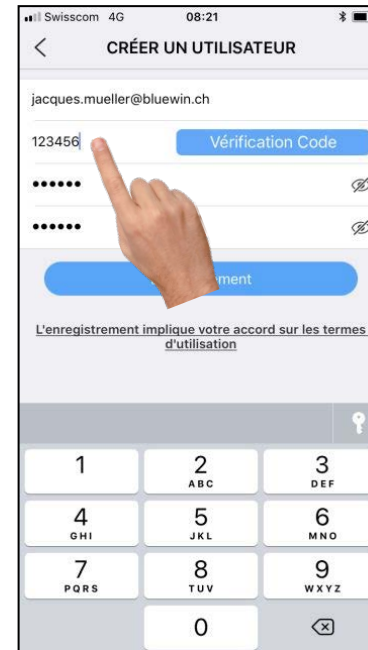 Swisscom 4G 08:21
CRÉER UN UTILISATEUR
jacques.mueller@bluewin.ch
123456 Vérification Code
••••••
••••••
ment
L'enregistrement implique votre accord sur les termes
d'utilisation
1 2 3
ABC DEF
4 5 6
GHI JKL MNO
7 8 9
PQRS TUV WXYZ
0